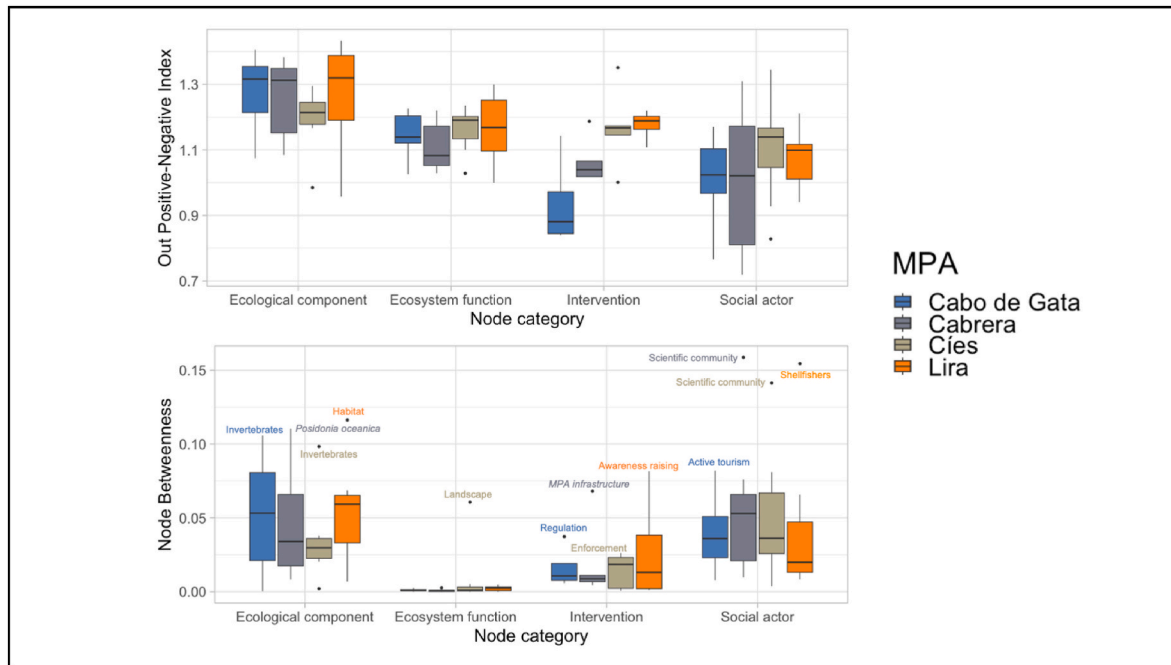 Out Positive-Negative Index
1.3
1.1
0.9
0.7
Ecological component
Ecosystem function
Intervention
Social actor
Node category
MPA
Cabo de Gata
Cabrera
Cíes
Lira
Node Betweenness
0.15
0.10
0.05
0.00
Scientific community
Shellfishers
Scientific community
Habitat
Invertebrates
Posidonia oceanica
Invertebrates
Landscape
Awareness raising
Active tourism
MPA infrastructure
Regulation
Enforcement
Ecological component
Ecosystem function
Intervention
Social actor
Node category